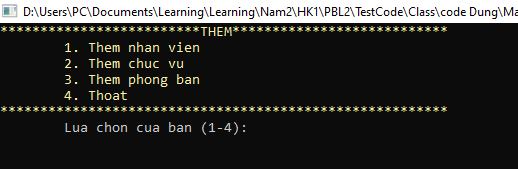 D:\Users\PC\Documents\Learning\Learning\Nam2\HK1\PBL2\TestCode\Class\code Dung\Ma
*************************THEM***************************
1. Them nhan vien
2. Them chuc vu
3. Them phong ban
4. Thoat
********************************************************
Lua chon cua ban (1-4):